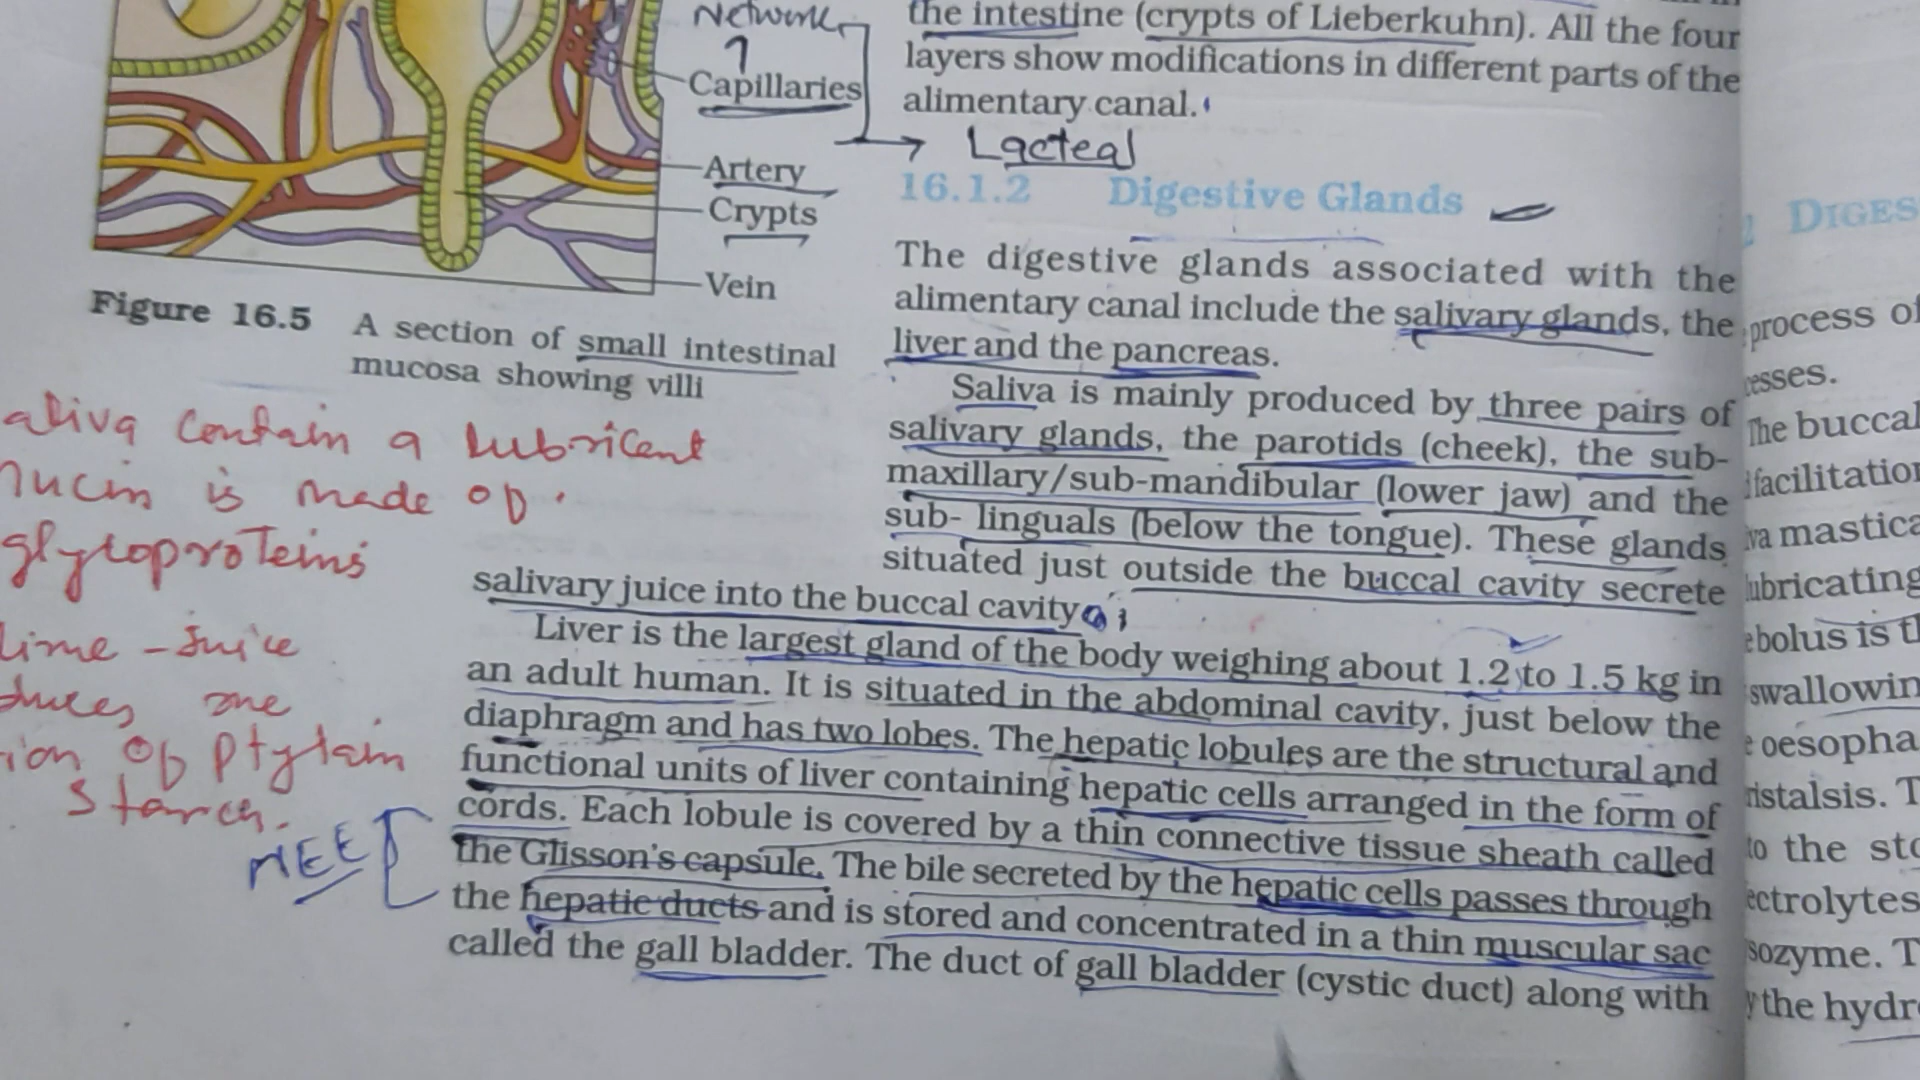 Network
Capillaries
Artery
Crypts
Vein
Figure 16.5 A section of small intestinal
mucosa showing villi
aliva contain a lubricent
mucin is made of
glycoproteins
lime - Juice
duces
ion of Ptylain
starch.
NEET
the intestine (crypts of Lieberkuhn). All the four
layers show modifications in different parts of the
alimentary canal.
Lacteal
16.1.2 Digestive Glands
The digestive glands associated with the
alimentary canal include the salivary glands, the
liver and the pancreas.
Saliva is mainly produced by three pairs of
salivary glands, the parotids (cheek), the sub-
maxillary/sub-mandibular (lower jaw) and the
sub- linguals (below the tongue). These glands
situated just outside the buccal cavity secrete
salivary juice into the buccal cavity
Liver is the largest gland of the body weighing about 1.2 to 1.5 kg in
an adult human. It is situated in the abdominal cavity, just below the
diaphragm and has two lobes. The hepatic lobules are the structural and
functional units of liver containing hepatic cells arranged in the form of
cords. Each lobule is covered by a thin connective tissue sheath called
the Glisson's capsule. The bile secreted by the hepatic cells passes through
the hepatic ducts and is stored and concentrated in a thin muscular sac
called the gall bladder. The duct of gall bladder (cystic duct) along with
DIGES
process of
esses.
The buccal
facilitation
va mastica
lubricating
bolus is th
swallowin
oesopha
ristalsis. T
to the sto
ectrolytes
sozyme. T
the hydr